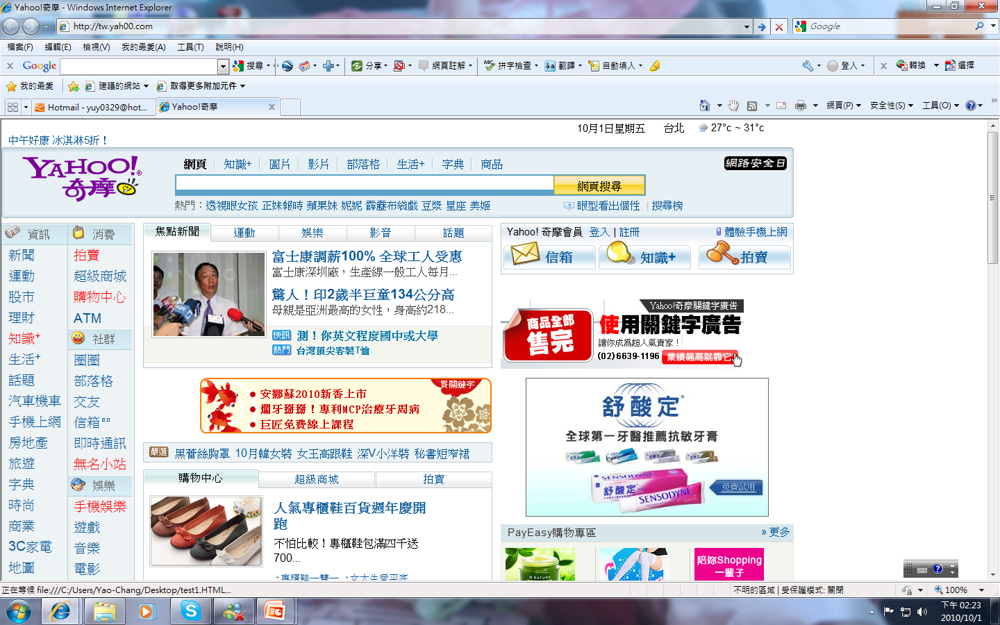 Yahoo!奇摩 - Windows Internet Explorer
http://tw.yah00.com
Google
檔案(F) 編輯(E) 檢視(V) 我的最愛(A) 工具(T) 說明(H)
x Google 搜尋 分享 網頁註解 拼字檢查 翻譯 自動填入 登入 x 轉換 選擇
我的最愛 建議的網站 取得更多附加元件
Hotmail - yuy0329@hot... Yahoo!奇摩 網頁(P) 安全性(S) 工具(O)
10月1日星期五 台北 27°c ~ 31°c
中午好康 冰淇淋5折！
YAHOO!® 奇摩
網頁 知識+ 圖片 影片 部落格 生活+ 字典 商品
網路安全日
網頁搜尋
熱門：透視眼女孩 正妹報時 蘋果妹 妮妮 霹靂布袋戲 豆漿 星座 美姬
眼型看出個性 | 搜尋榜
資訊
新聞
運動
股市
理財
知識+
生活+
話題
汽車機車
手機上網
房地產
旅遊
字典
時尚
商業
3C家電
地圖
消費
拍賣
超級商城
購物中心
ATM
社群
圈圈
部落格
交友
信箱2.0
即時通訊
無名小站
娛樂
手機娛樂
遊戲
音樂
電影
焦點新聞 運動 娛樂 影音 話題
富士康調薪100% 全球工人受惠
富士康深圳廠，生產線一般工人每月...
驚人！印2歲半巨童134公分高
母親是亞洲最高的女性，身高約218...
快訊 測！你英文程度國中或大學
熱門 台灣頂尖客製T恤
買關鍵字
• 安娜蘇2010新香上市
• 爛牙掰掰！專利MCP治療牙周病
• 巨匠免費線上課程
嚴選 黑蕾絲胸罩 10月韓女裝 女王高跟鞋 深V小洋裝 秘書短窄裙
購物中心 超級商城 拍賣
人氣專櫃鞋百貨週年慶開
跑
不怕比較！專櫃鞋包滿四千送
700...
‧專櫃鞋一雙一 ‧女大生愛平底
Yahoo! 奇摩會員 登入 | 註冊 體驗手機上網
信箱 知識+ 拍賣
Yahoo!奇摩關鍵字廣告
商品全部
售完
使用關鍵字廣告
讓你成爲超人氣賣家！
(02)6639-1196 業績飆高就靠它
舒酸定®
全球第一牙醫推薦抗敏牙膏
SENSODYNE
舒酸定
SENSODYNE
免費試用
PayEasy購物專區 » 更多
NATURE
陪妳Shopping
一輩子
正在等候 file:///C:/Users/Yao-Chang/Desktop/test1.HTML...
不明的區域 | 受保護模式: 關閉
100%
下午 02:23
2010/10/1